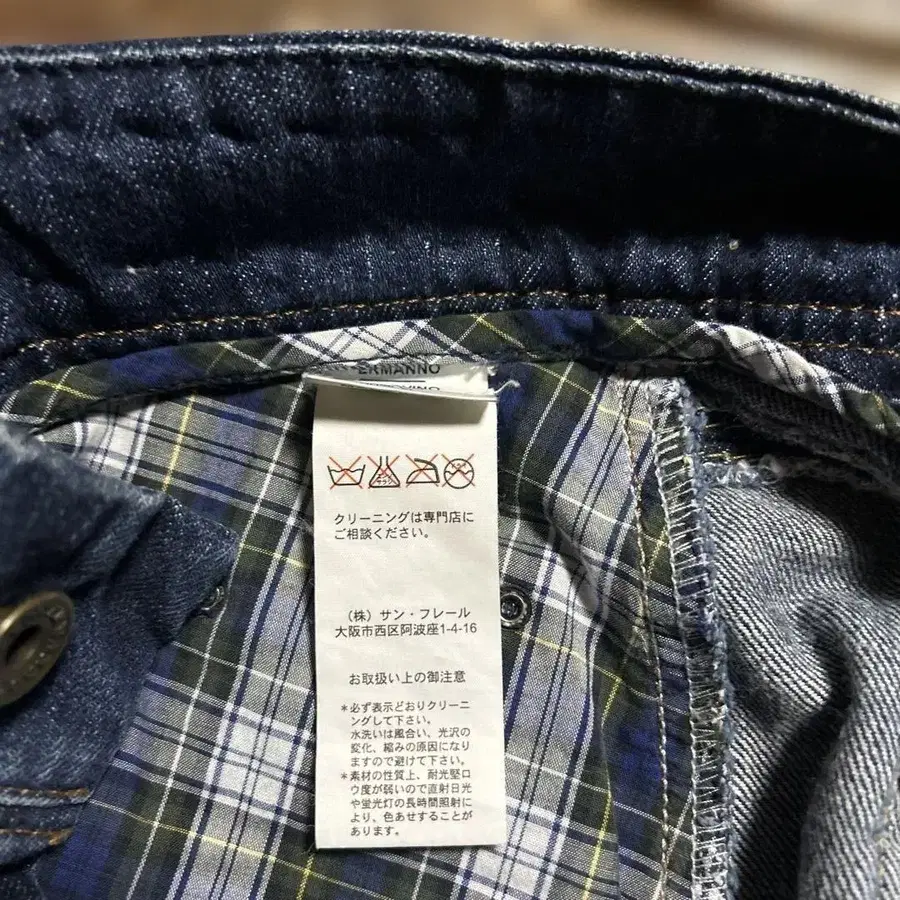 ERMANNO
クリーニングは専門店に
ご相談ください。
（株）サン・フレール
大阪市西区阿波座1-4-16
お取扱い上の御注意
＊必ず表示どおりクリーニ
ングして下さい。
水洗いは風合い、光沢の
変化、縮みの原因になり
ますので避けて下さい。
＊素材の性質上、耐光堅ロ
ウ度が弱いので直射日光
や蛍光灯の長時間照射に
より、色あせすることが
あります。